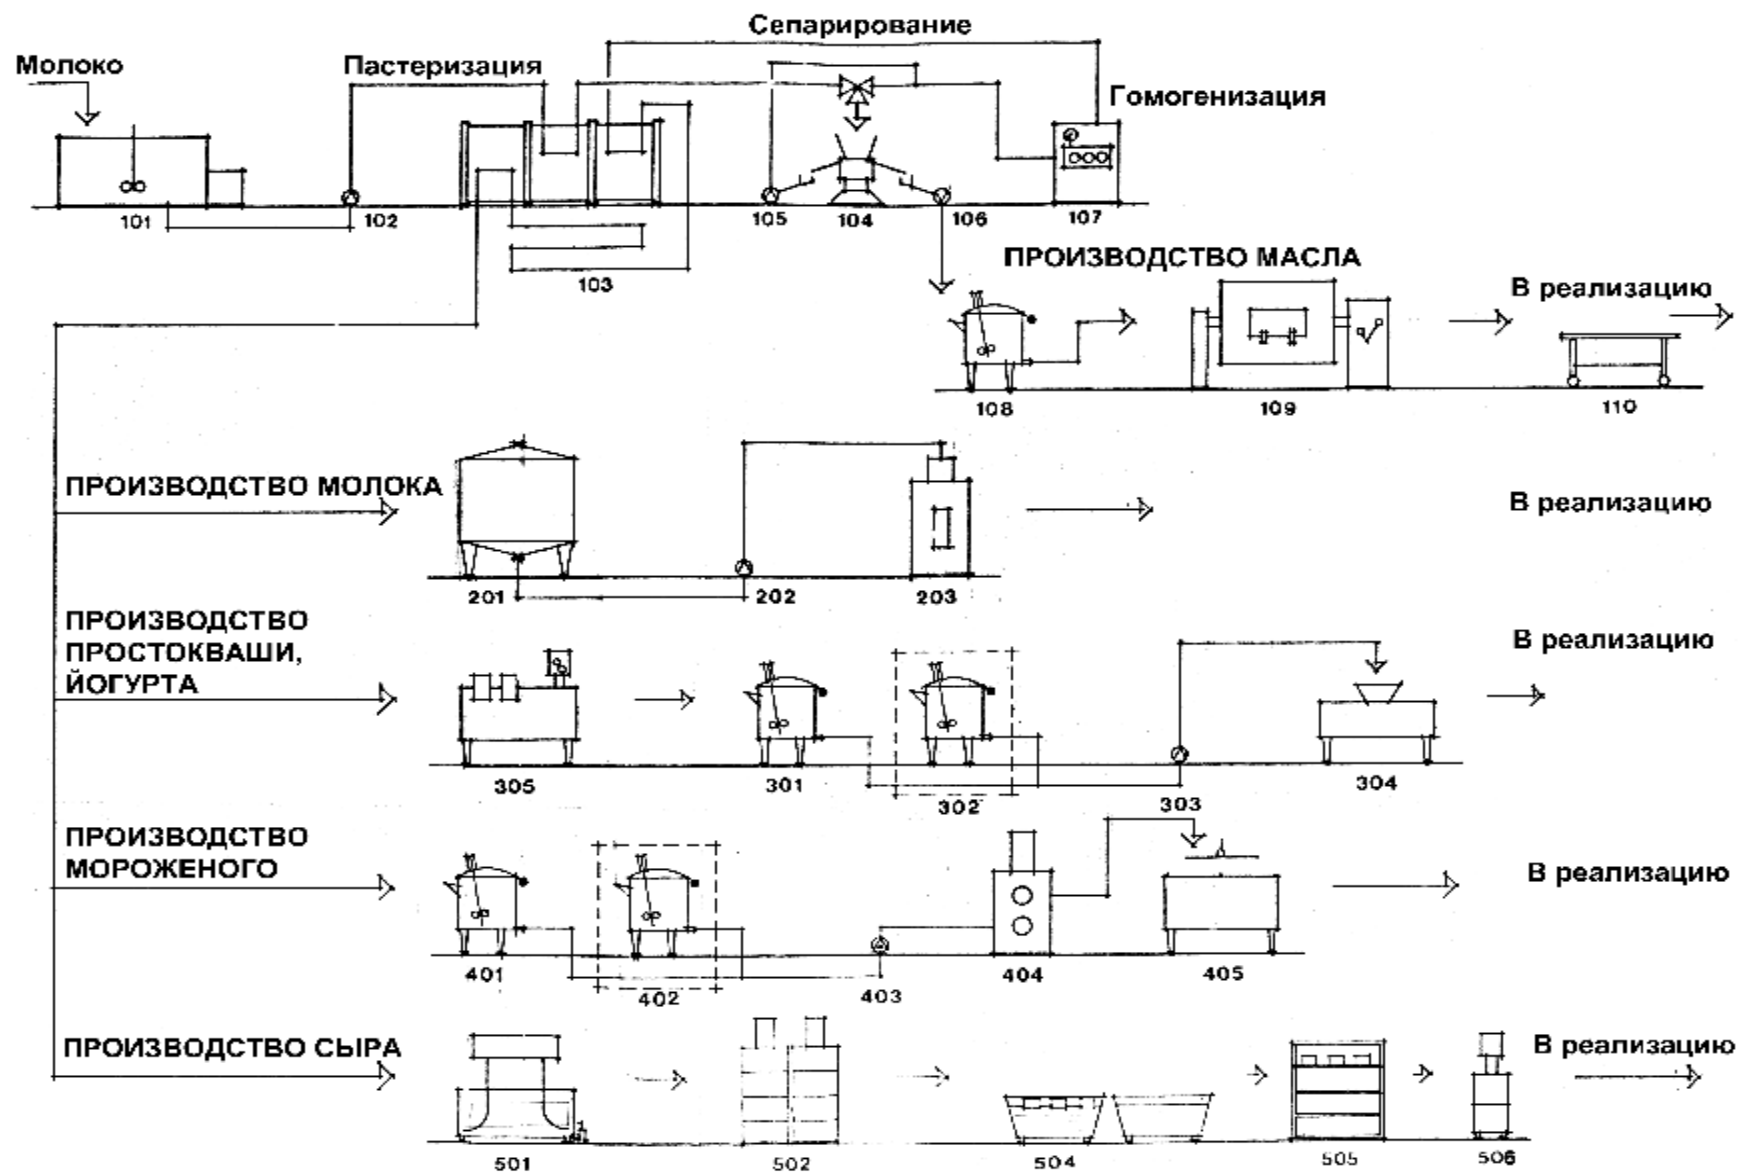 Сепарирование
Молоко
Пастеризация
Гомогенизация
101
102
105
104
106
107
103
ПРОИЗВОДСТВО МАСЛА
В реализацию
108
109
110
ПРОИЗВОДСТВО МОЛОКА
В реализацию
201
202
203
ПРОИЗВОДСТВО
ПРОСТОКВАШИ,
ЙОГУРТА
В реализацию
305
301
302
303
304
ПРОИЗВОДСТВО
МОРОЖЕНОГО
В реализацию
401
402
403
404
405
ПРОИЗВОДСТВО СЫРА
В реализацию
501
502
504
505
506